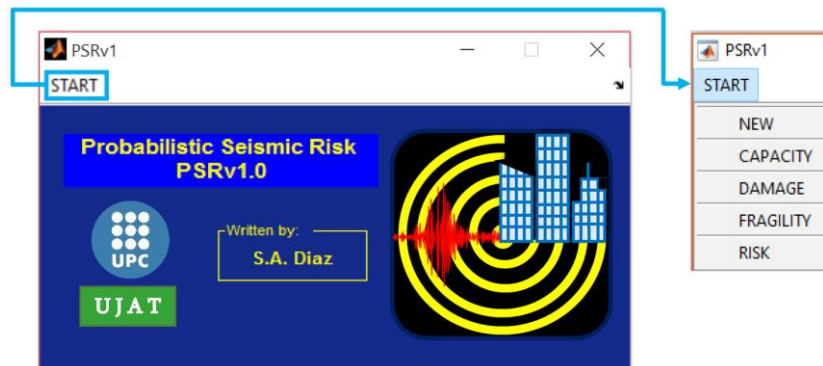 PSRv1
START
Probabilistic Seismic Risk
PSRv1.0
UPC
UJAT
Written by:
S.A. Diaz
PSRv1
START
NEW
CAPACITY
DAMAGE
FRAGILITY
RISK